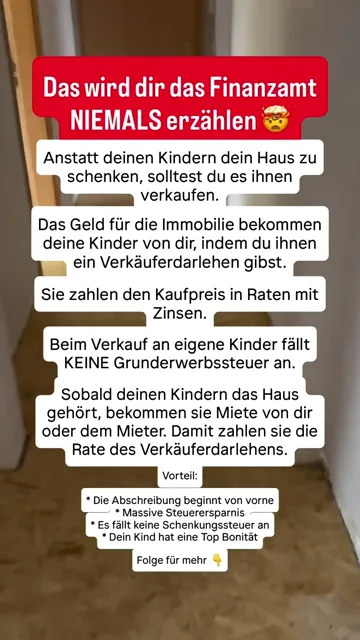 Das wird dir das Finanzamt
NIEMALS erzählen 🤯
Anstatt deinen Kindern dein Haus zu
schenken, solltest du es ihnen
verkaufen.
Das Geld für die Immobilie bekommen
deine Kinder von dir, indem du ihnen
ein Verkäuferdarlehen gibst.
Sie zahlen den Kaufpreis in Raten mit
Zinsen.
Beim Verkauf an eigene Kinder fällt
KEINE Grunderwerbssteuer an.
Sobald deinen Kindern das Haus
gehört, bekommen sie Miete von dir
oder dem Mieter. Damit zahlen sie die
Rate des Verkäuferdarlehens.
Vorteil:
* Die Abschreibung beginnt von vorne
* Massive Steuerersparnis
* Es fällt keine Schenkungssteuer an
* Dein Kind hat eine Top Bonität
Folge für mehr 👇